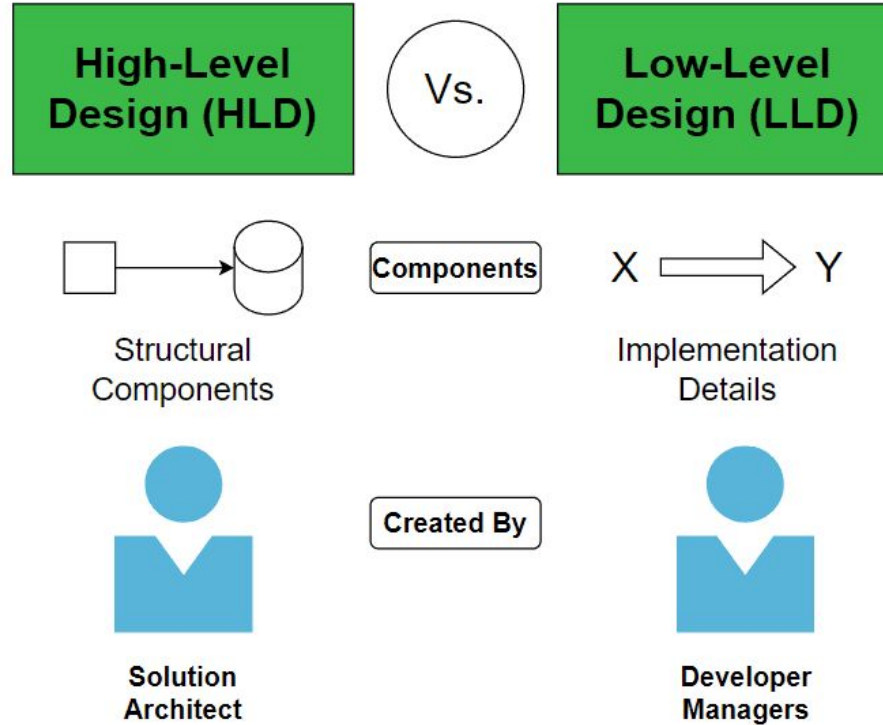 High-Level
Design (HLD)
Vs.
Low-Level
Design (LLD)
Components
X
Y
Structural
Components
Implementation
Details
Created By
Solution
Architect
Developer
Managers